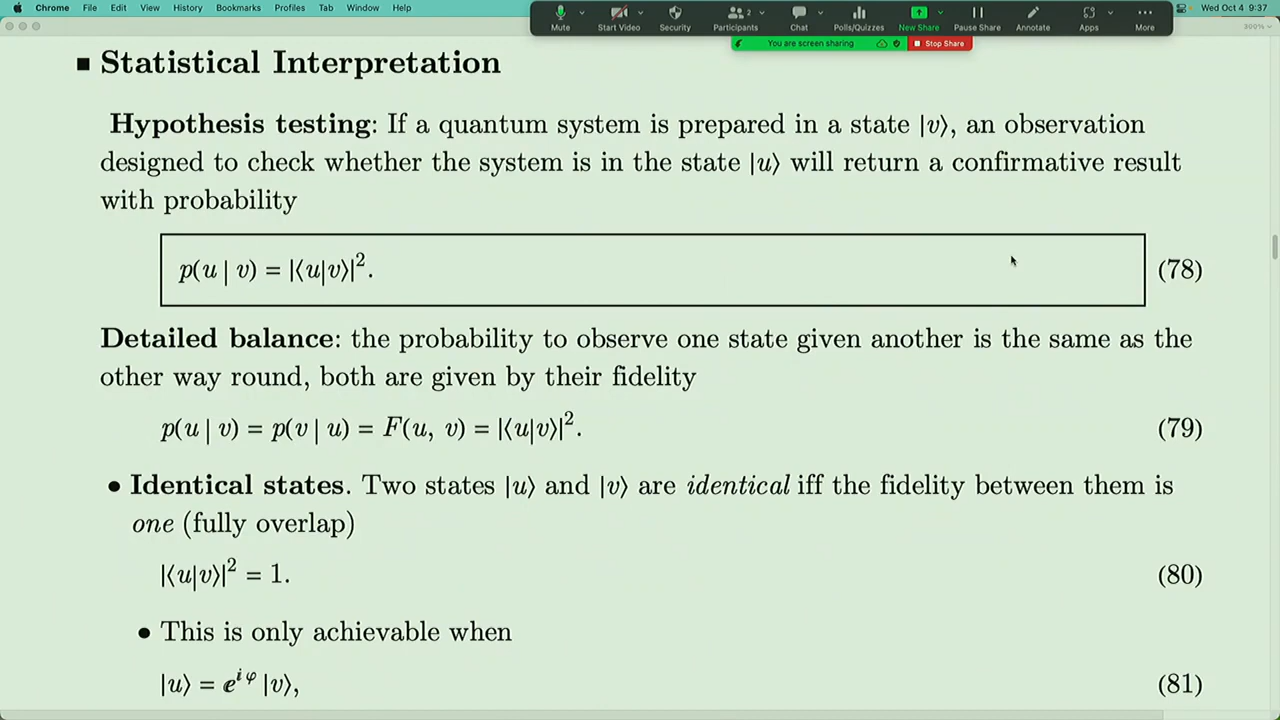 Chrome File Edit View History Bookmarks Profiles Tab Window Help
Mute Start Video Security Participants 2 Chat Polls/Quizzes New Share Pause Share Annotate Apps More
Wed Oct 4 9:37
You are screen sharing Stop Share
300%
■ Statistical Interpretation
Hypothesis testing: If a quantum system is prepared in a state |v⟩, an observation
designed to check whether the system is in the state |u⟩ will return a confirmative result
with probability
p(u | v) = |⟨u|v⟩|². (78)
Detailed balance: the probability to observe one state given another is the same as the
other way round, both are given by their fidelity
p(u | v) = p(v | u) = F(u, v) = |⟨u|v⟩|². (79)
• Identical states. Two states |u⟩ and |v⟩ are identical iff the fidelity between them is
one (fully overlap)
|⟨u|v⟩|² = 1. (80)
• This is only achievable when
|u⟩ = e^{iφ} |v⟩, (81)